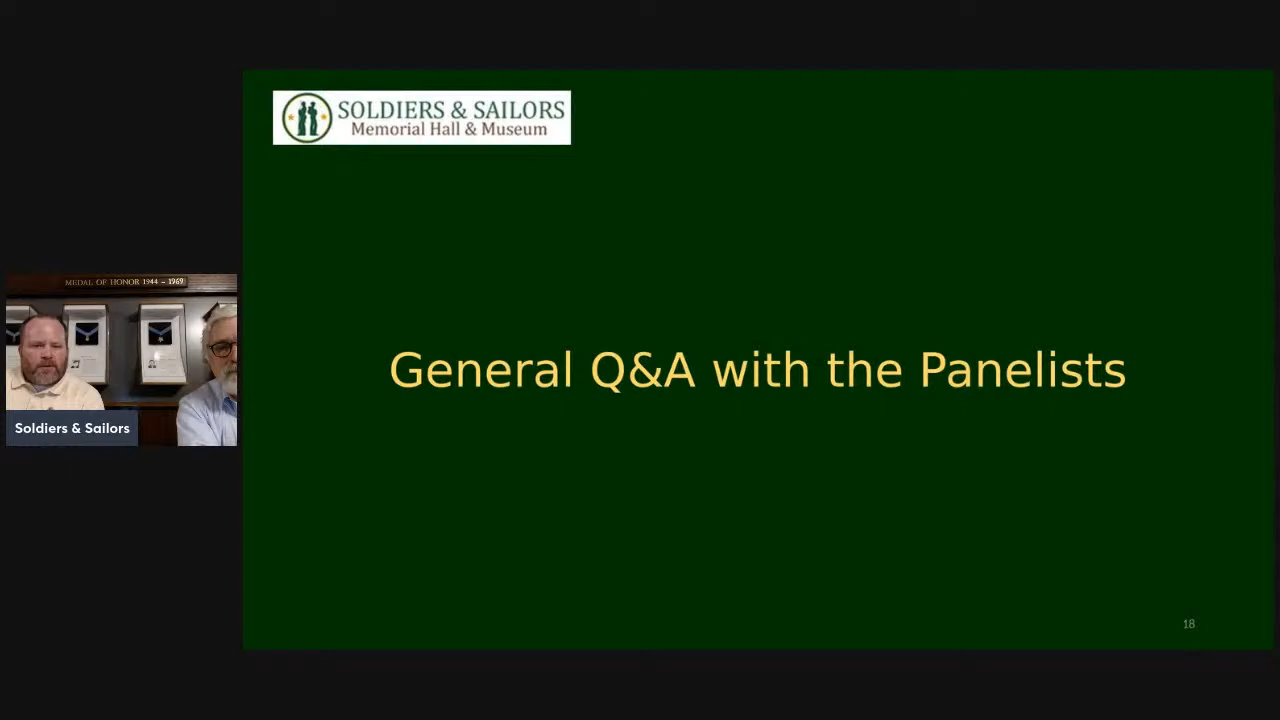 SOLDIERS & SAILORS
Memorial Hall & Museum
MEDAL OF HONOR 1944 – 1969
Soldiers & Sailors
General Q&A with the Panelists
18